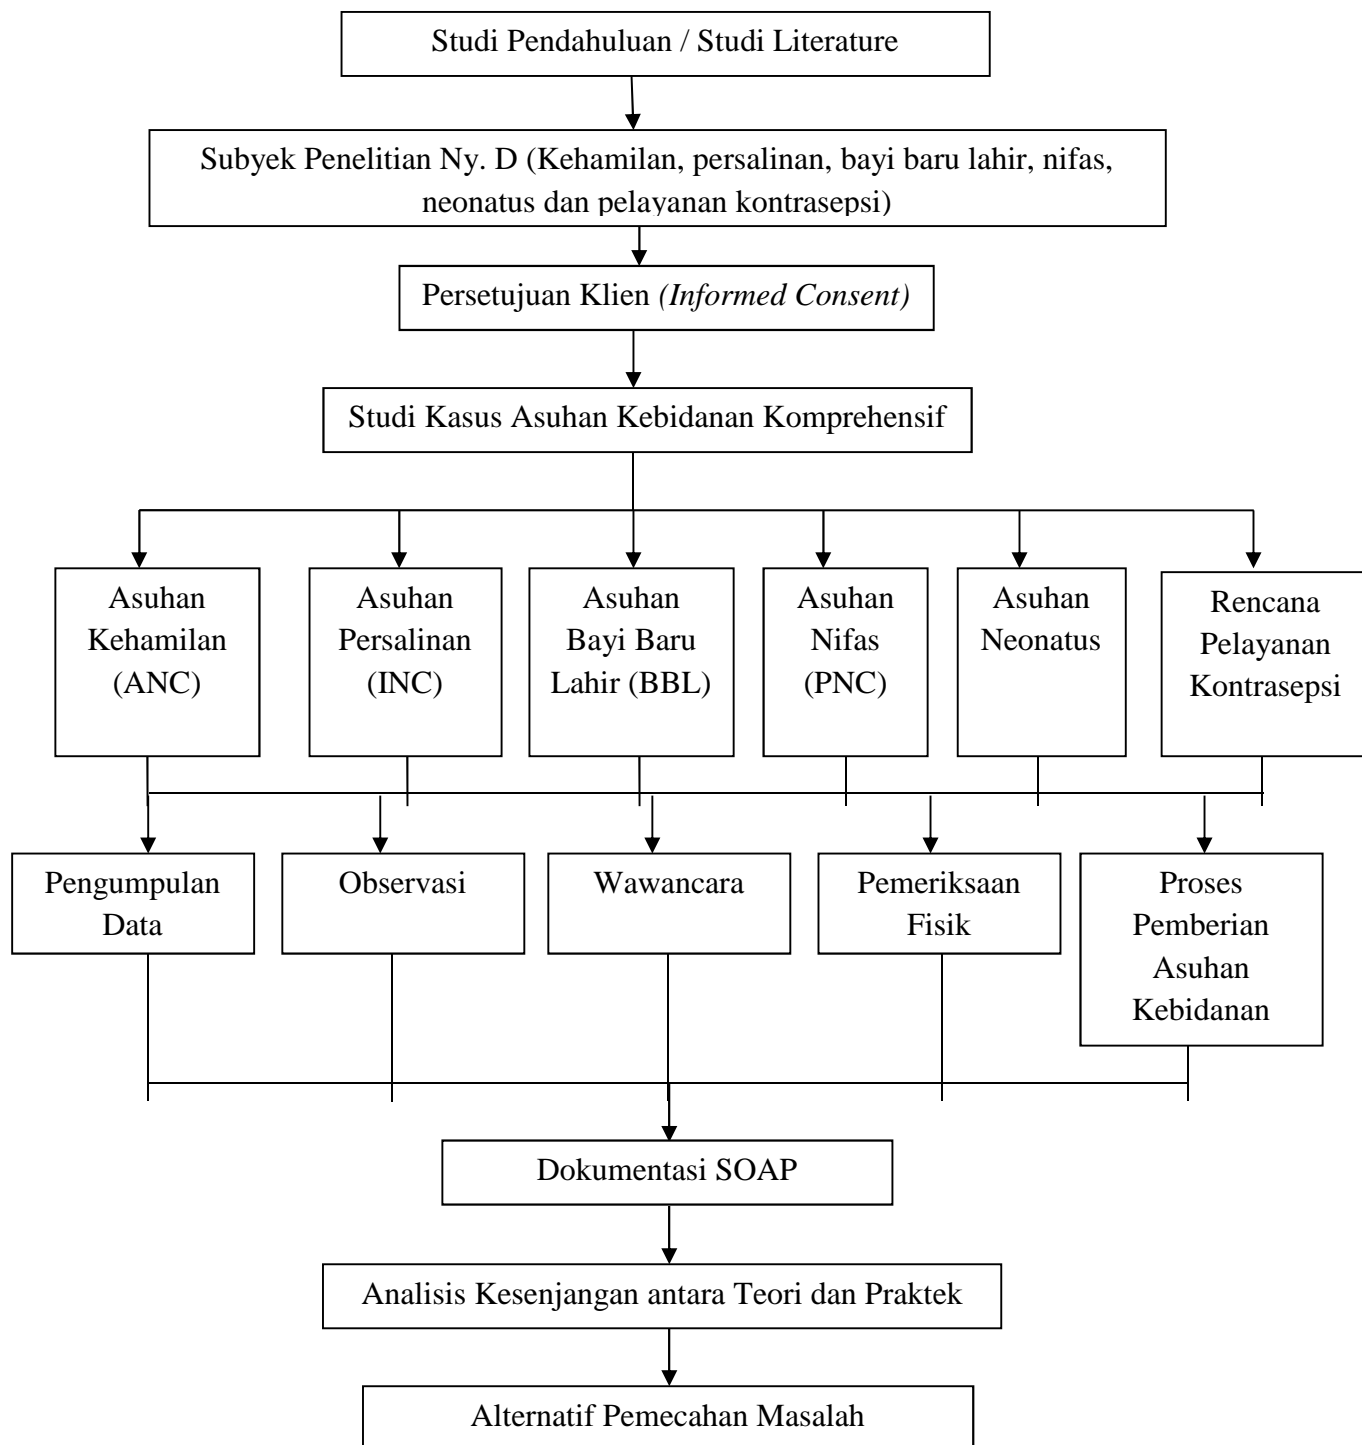 Studi Pendahuluan / Studi Literature
Subyek Penelitian Ny. D (Kehamilan, persalinan, bayi baru lahir, nifas,
neonatus dan pelayanan kontrasepsi)
Persetujuan Klien (Informed Consent)
Studi Kasus Asuhan Kebidanan Komprehensif
Asuhan
Kehamilan
(ANC)
Asuhan
Persalinan
(INC)
Asuhan
Bayi Baru
Lahir (BBL)
Asuhan
Nifas
(PNC)
Asuhan
Neonatus
Rencana
Pelayanan
Kontrasepsi
Pengumpulan
Data
Observasi
Wawancara
Pemeriksaan
Fisik
Proses
Pemberian
Asuhan
Kebidanan
Dokumentasi SOAP
Analisis Kesenjangan antara Teori dan Praktek
Alternatif Pemecahan Masalah